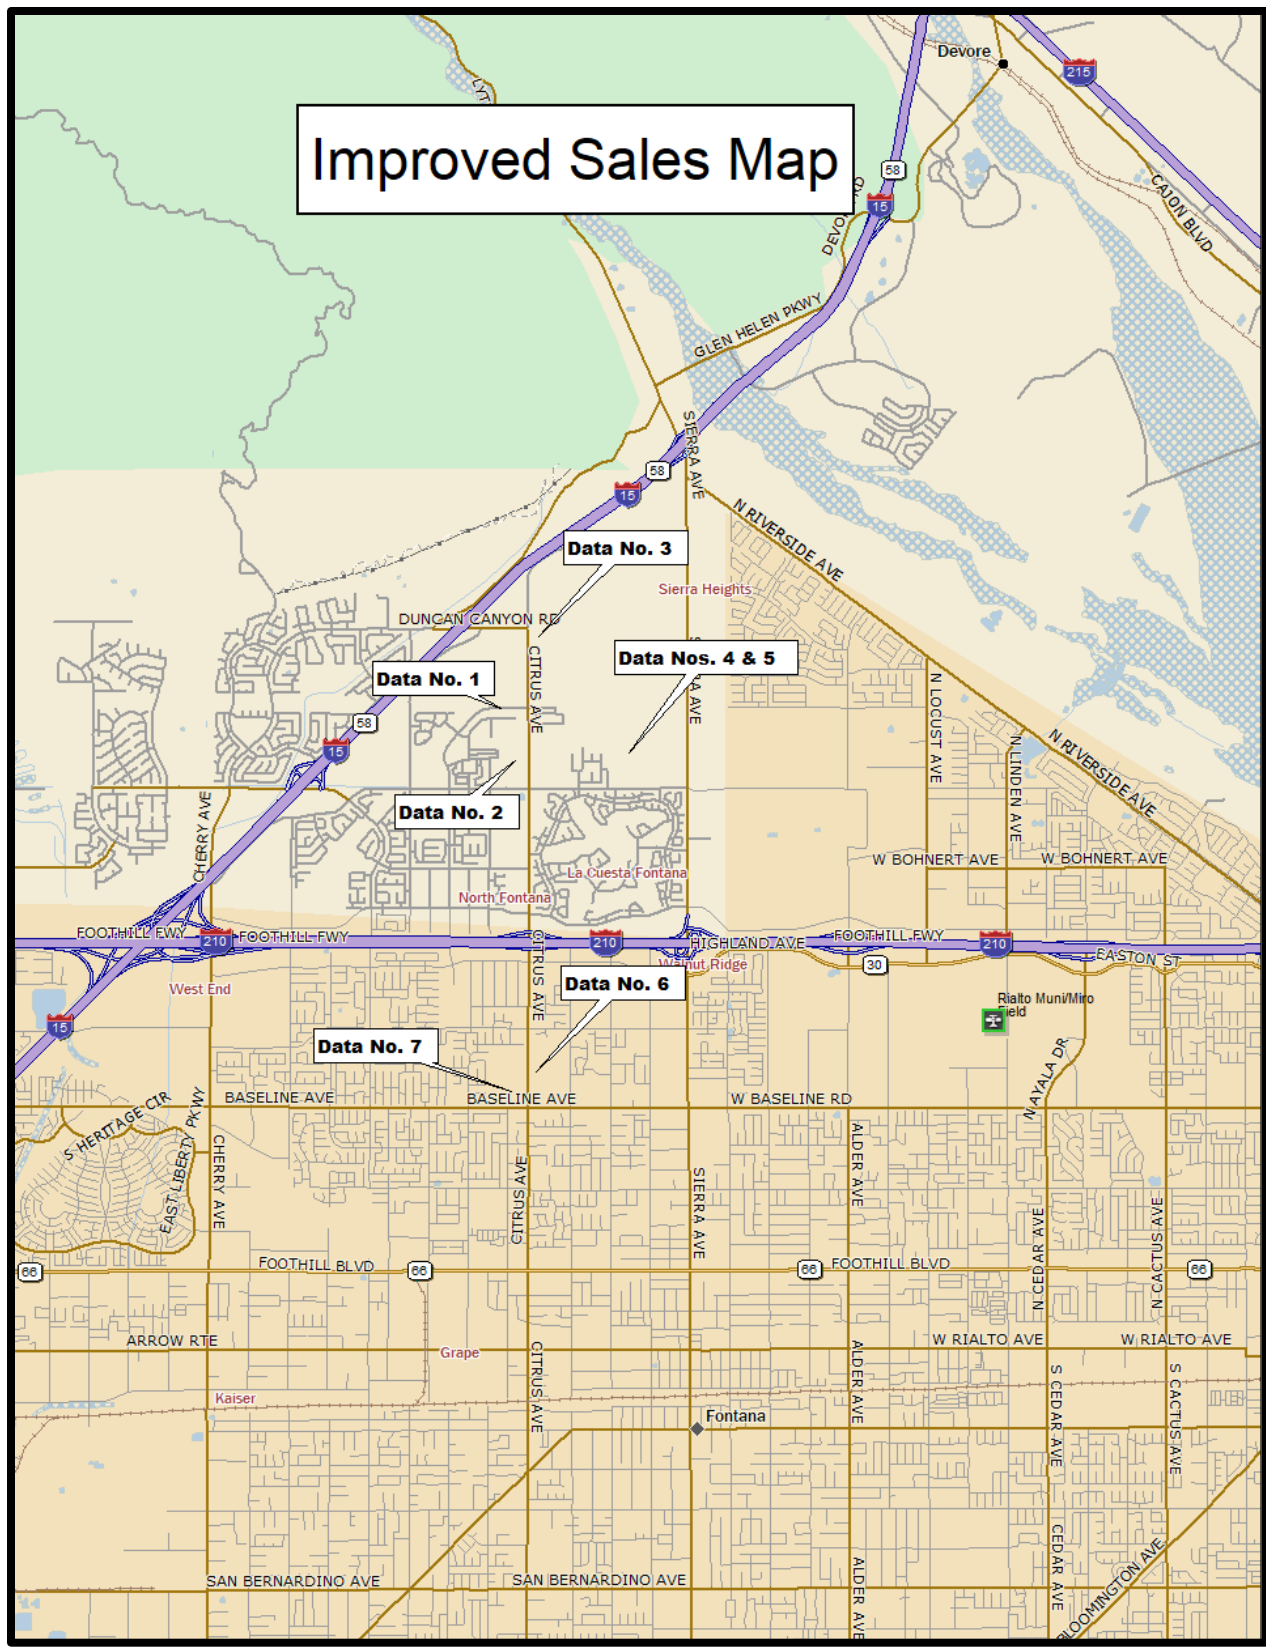 Devore
215
LYT
Improved Sales Map
58
15
CAJON BLVD
GLEN HELEN PKWY
SIERRA AVE
58
15
N RIVERSIDE AVE
Data No. 3
Sierra Heights
DUNCAN CANYON RD
Data Nos. 4 & 5
CITRUS AVE
Data No. 1
N LOCUST AVE
58
15
N RIVERSIDE AVE
N LINDEN AVE
CHERRY AVE
Data No. 2
W BOHNERT AVE
W BOHNERT AVE
La Cuesta Fontana
North Fontana
FOOTHILL FWY
210
FOOTHILL FWY
CITRUS AVE
210
HIGHLAND AVE
FOOTHILL FWY
210
EASTON ST
30
Walnut Ridge
West End
Data No. 6
Rialto Muni/Miro
Field
15
Data No. 7
N AYALA DR
BASELINE AVE
BASELINE AVE
W BASELINE RD
S HERITAGE CIR
EAST LIBERTY PKWY
CHERRY AVE
CITRUS AVE
SIERRA AVE
ALDER AVE
N CEDAR AVE
N CACTUS AVE
66
FOOTHILL BLVD
66
66
FOOTHILL BLVD
66
ARROW RTE
W RIALTO AVE
W RIALTO AVE
Grape
CITRUS AVE
ALDER AVE
S CEDAR AVE
S CACTUS AVE
Kaiser
Fontana
SAN BERNARDINO AVE
SAN BERNARDINO AVE
ALDER AVE
CEDAR AVE
BLOOMINGTON AVE